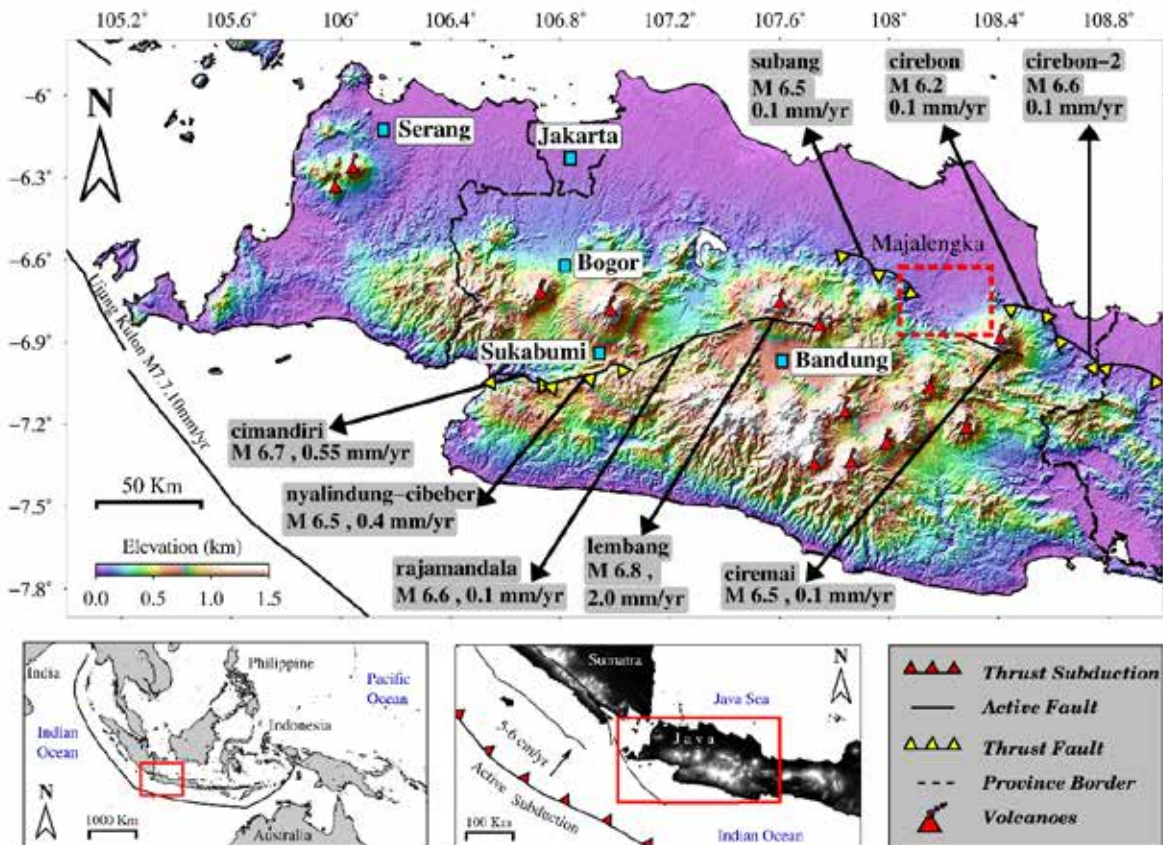 105.2 105.6 106 106.4 106.8 107.2 107.6 108 108.4 108.8
−6
−6.3
−6.6
−6.9
−7.2
−7.5
−7.8
N
subang
M 6.5
0.1 mm/yr
cirebon
M 6.2
0.1 mm/yr
cirebon−2
M 6.6
0.1 mm/yr
Serang
Jakarta
Majalengka
Bogor
Sukabumi
Bandung
Ujung Kulon M7.7,10mm/yr
cimandiri
M 6.7 , 0.55 mm/yr
nyalindung−cibeber
M 6.5 , 0.4 mm/yr
rajamandala
M 6.6 , 0.1 mm/yr
lembang
M 6.8 ,
2.0 mm/yr
ciremai
M 6.5 , 0.1 mm/yr
50 Km
Elevation (km)
0.0 0.5 1.0 1.5
India
Philippine
Pacific
Ocean
Indonesia
Indian
Ocean
N
1000 Km
Australia
Sumatra
N
Java Sea
Java
5-6 cm/yr
Active Subduction
100 Km
Indian Ocean
Thrust Subduction
Active Fault
Thrust Fault
Province Border
Volcanoes